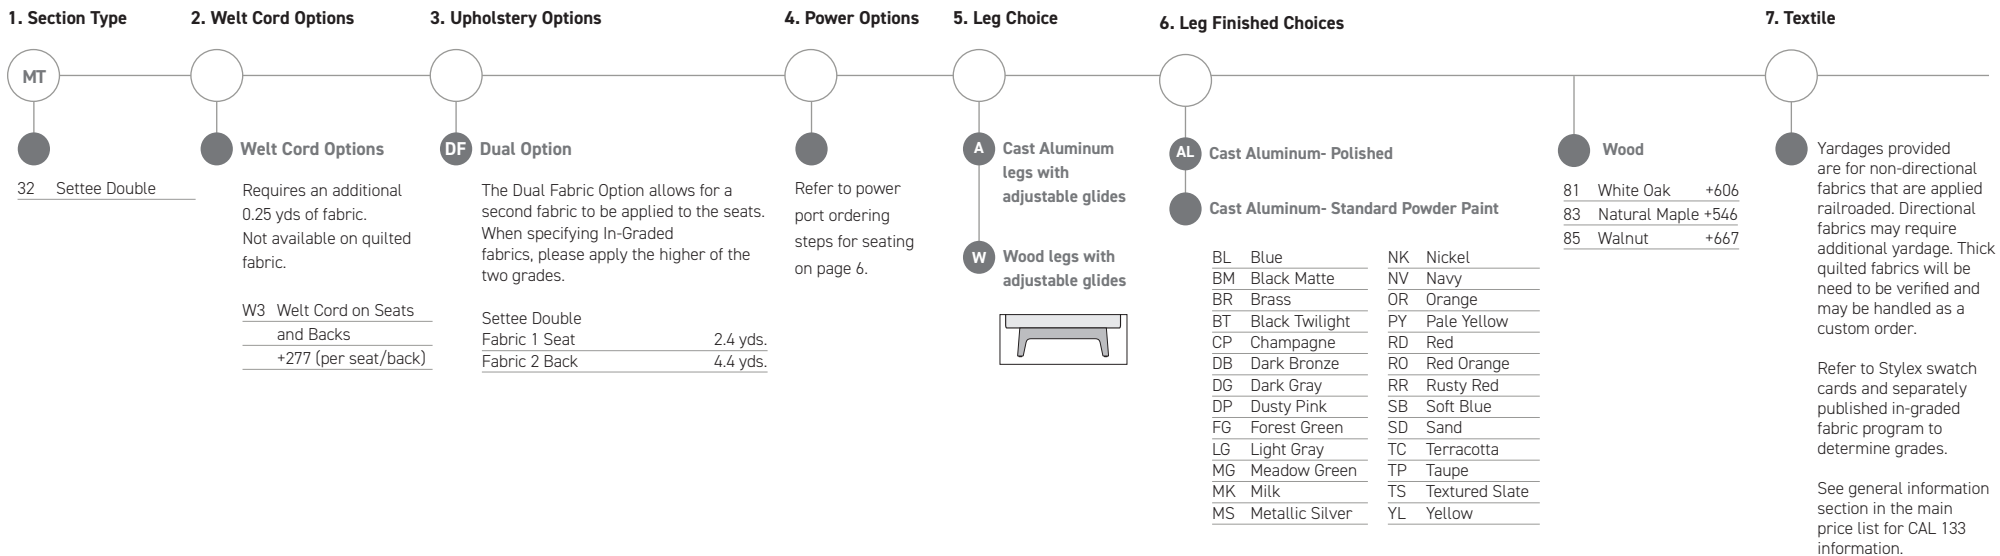 1. Section Type
MT
32 Settee Double
2. Welt Cord Options
Welt Cord Options
Requires an additional
0.25 yds of fabric.
Not available on quilted
fabric.
W3 Welt Cord on Seats
and Backs
+277 (per seat/back)
3. Upholstery Options
DF Dual Option
The Dual Fabric Option allows for a
second fabric to be applied to the seats.
When specifying In-Graded
fabrics, please apply the higher of the
two grades.
Settee Double
Fabric 1 Seat 2.4 yds.
Fabric 2 Back 4.4 yds.
4. Power Options
Refer to power
port ordering
steps for seating
on page 6.
5. Leg Choice
A Cast Aluminum
legs with
adjustable glides
W Wood legs with
adjustable glides
6. Leg Finished Choices
AL Cast Aluminum- Polished
Cast Aluminum- Standard Powder Paint
BL Blue
BM Black Matte
BR Brass
BT Black Twilight
CP Champagne
DB Dark Bronze
DG Dark Gray
DP Dusty Pink
FG Forest Green
LG Light Gray
MG Meadow Green
MK Milk
MS Metallic Silver
NK Nickel
NV Navy
OR Orange
PY Pale Yellow
RD Red
RO Red Orange
RR Rusty Red
SB Soft Blue
SD Sand
TC Terracotta
TP Taupe
TS Textured Slate
YL Yellow
Wood
81 White Oak +606
83 Natural Maple +546
85 Walnut +667
7. Textile
Yardages provided
are for non-directional
fabrics that are applied
railroaded. Directional
fabrics may require
additional yardage. Thick
quilted fabrics will be
need to be verified and
may be handled as a
custom order.
Refer to Stylex swatch
cards and separately
published in-graded
fabric program to
determine grades.
See general information
section in the main
price list for CAL 133
information.